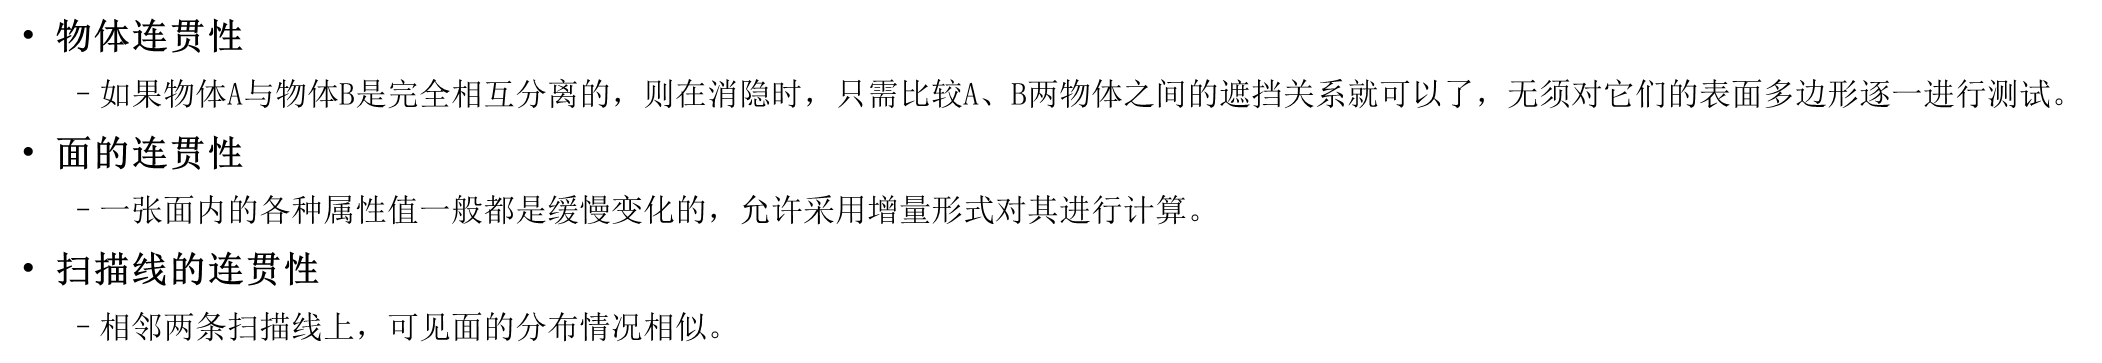 • 物体连贯性
– 如果物体A与物体B是完全相互分离的，则在消隐时，只需比较A、B两物体之间的遮挡关系就可以了，无须对它们的表面多边形逐一进行测试。
• 面的连贯性
– 一张面内的各种属性值一般都是缓慢变化的，允许采用增量形式对其进行计算。
• 扫描线的连贯性
– 相邻两条扫描线上，可见面的分布情况相似。